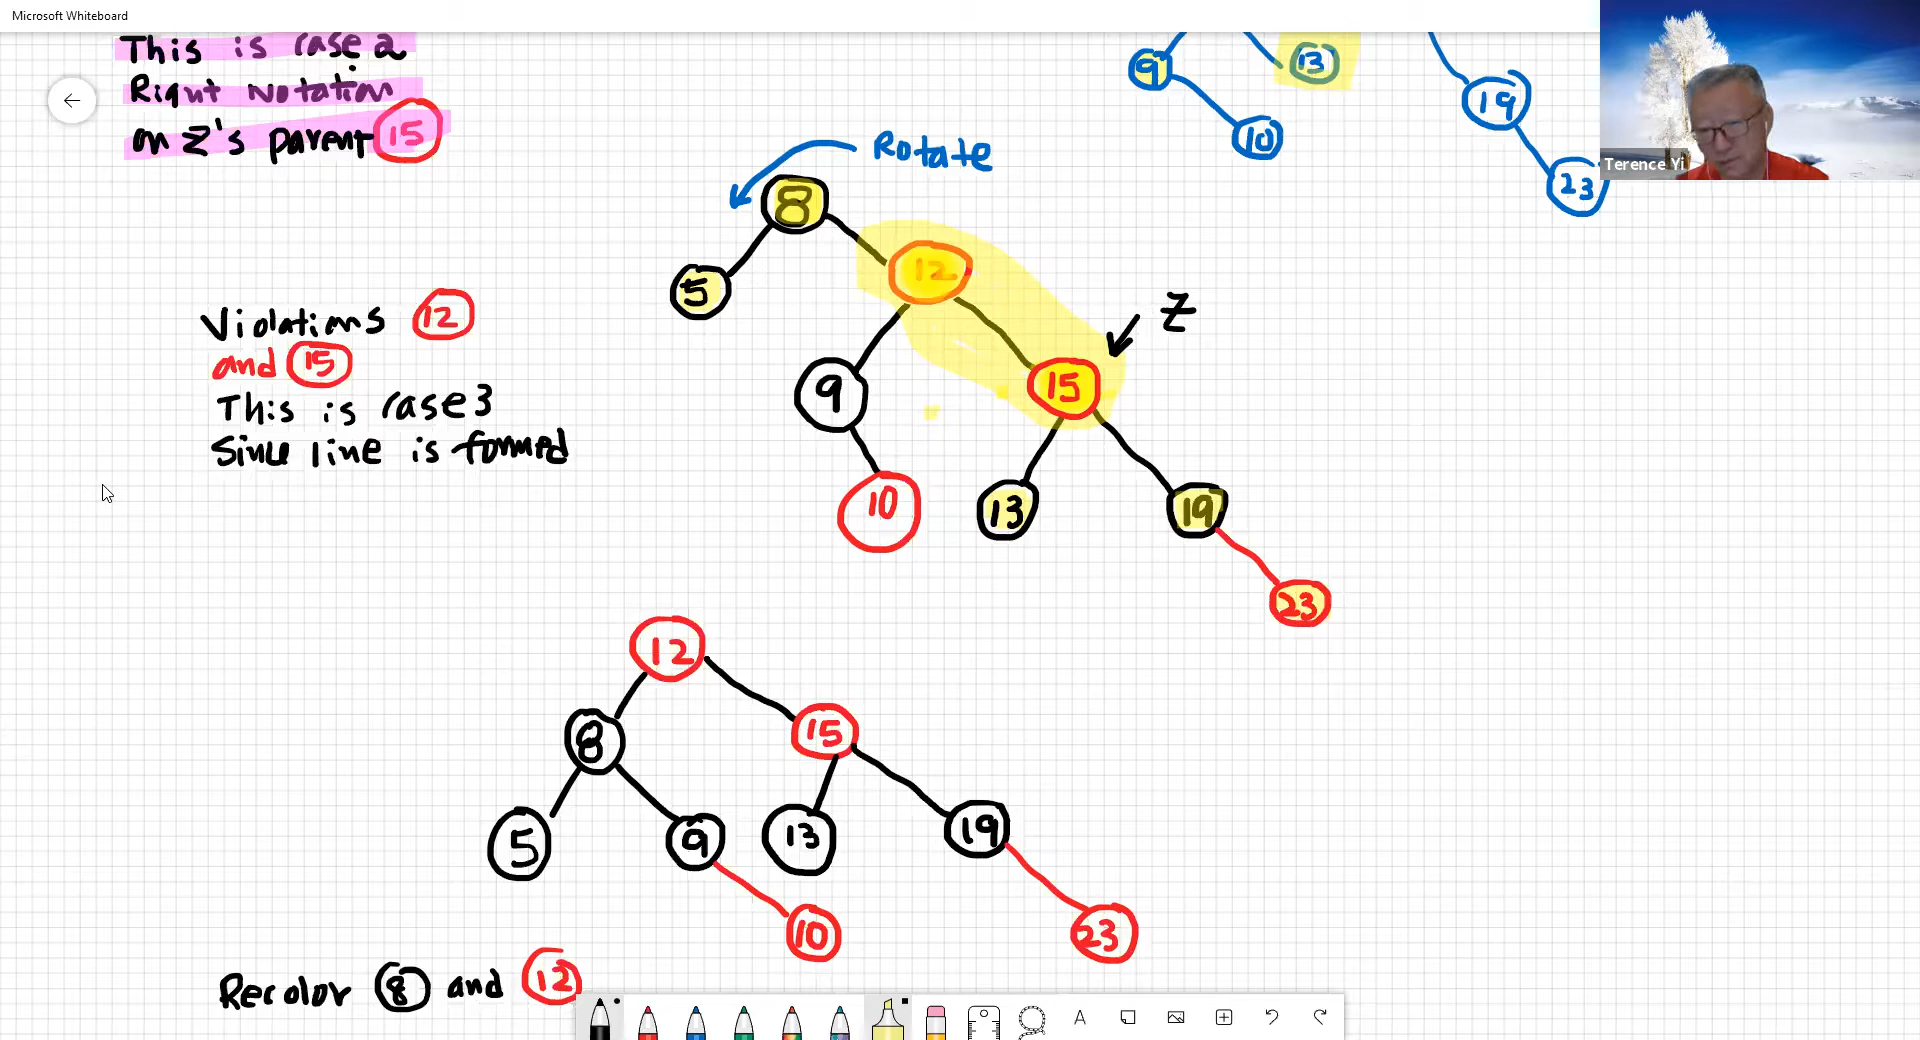 Microsoft Whiteboard
This is case 2
Right Rotation
on Z's parent 15
9
13
10
19
23
Terence Yi
Rotate
8
5
12
Z
9
15
10
13
19
23
Violations 12
and 15
This is case 3
Since line is formed
12
8
15
5
9
13
19
10
23
Recolor 8 and 12
A